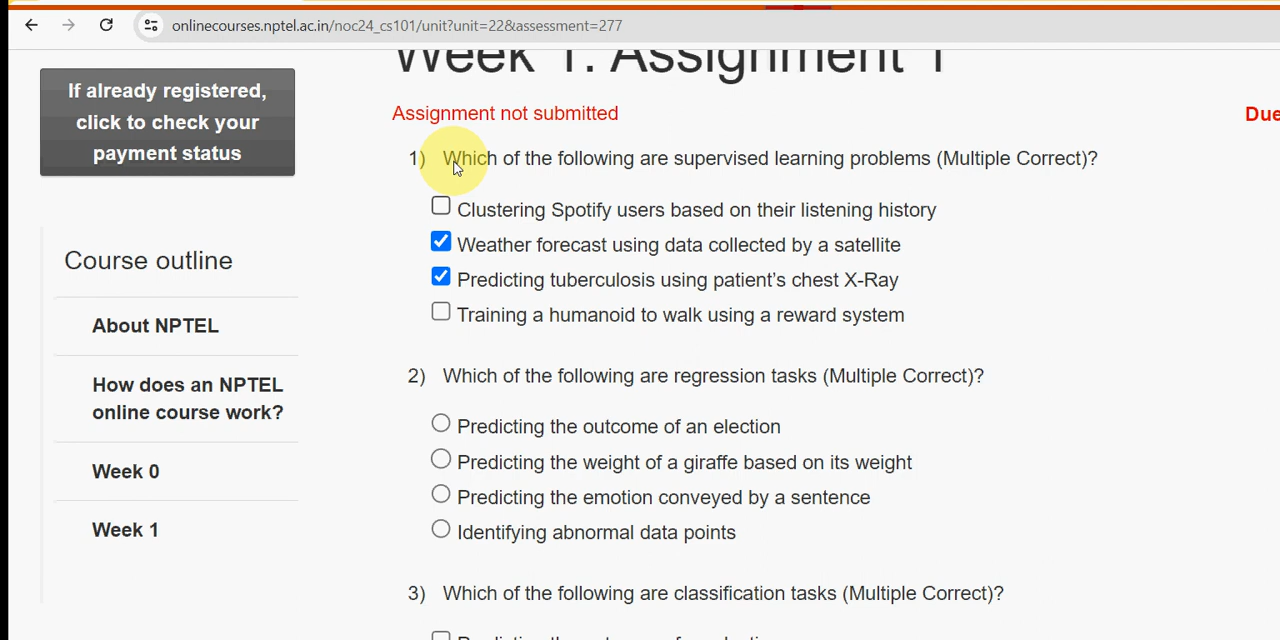 onlinecourses.nptel.ac.in/noc24_cs101/unit?unit=22&assessment=277
Week 1: Assignment 1
If already registered,
click to check your
payment status
Assignment not submitted
Due
1) Which of the following are supervised learning problems (Multiple Correct)?
Clustering Spotify users based on their listening history
Weather forecast using data collected by a satellite
Predicting tuberculosis using patient’s chest X-Ray
Training a humanoid to walk using a reward system
Course outline
About NPTEL
How does an NPTEL
online course work?
Week 0
Week 1
2) Which of the following are regression tasks (Multiple Correct)?
Predicting the outcome of an election
Predicting the weight of a giraffe based on its weight
Predicting the emotion conveyed by a sentence
Identifying abnormal data points
3) Which of the following are classification tasks (Multiple Correct)?